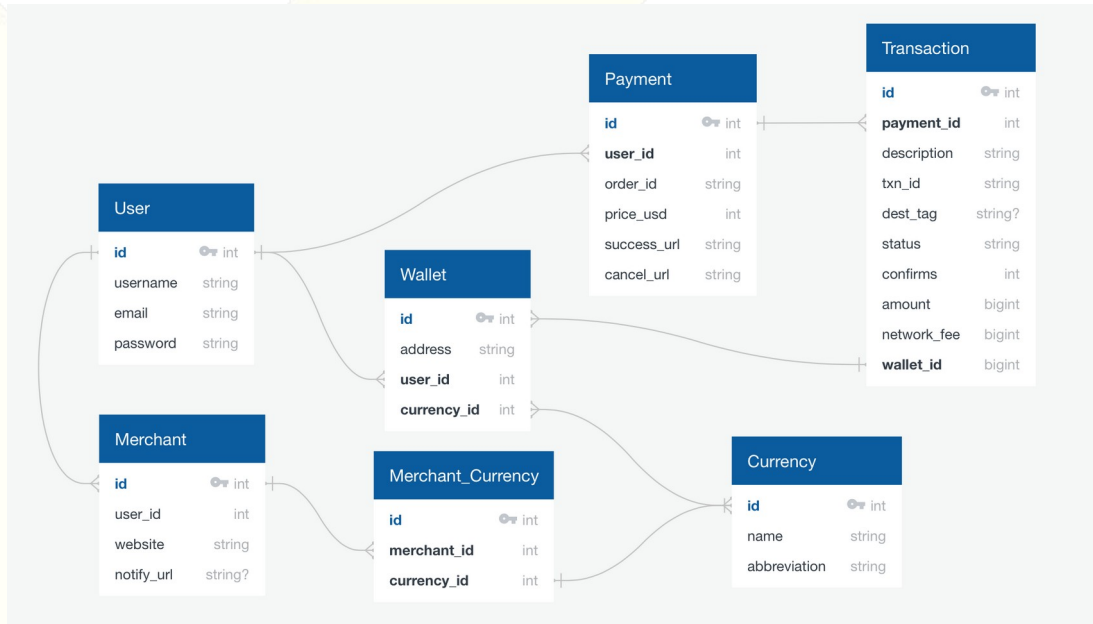 User
id int
username string
email string
password string
Merchant
id int
user_id int
website string
notify_url string?
Wallet
id int
address string
user_id int
currency_id int
Merchant_Currency
id int
merchant_id int
currency_id int
Payment
id int
user_id int
order_id string
price_usd int
success_url string
cancel_url string
Currency
id int
name string
abbreviation string
Transaction
id int
payment_id int
description string
txn_id string
dest_tag string?
status string
confirms int
amount bigint
network_fee bigint
wallet_id bigint